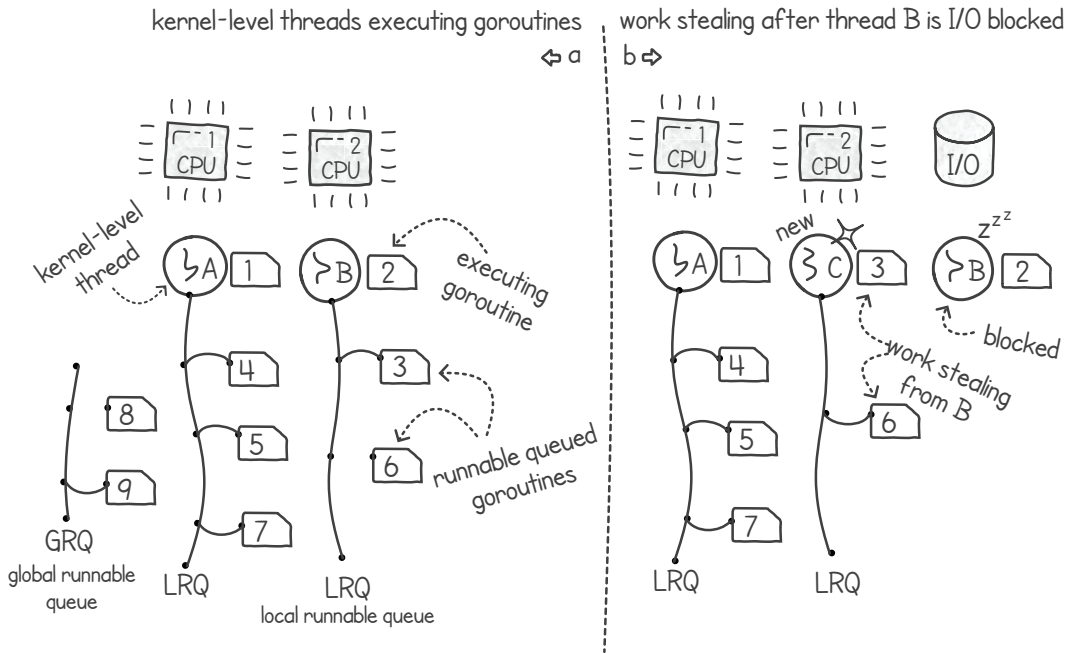 kernel-level threads executing goroutines
← a
1
CPU
2
CPU
kernel-level
thread
A
1
B
2
executing
goroutine
4
3
8
5
6
runnable queued
goroutines
9
7
GRQ
global runnable
queue
LRQ
LRQ
local runnable queue
work stealing after thread B is I/O blocked
b →
1
CPU
2
CPU
I/O
A
1
new
C
3
zzz
B
2
blocked
work stealing
from B
4
5
6
7
LRQ
LRQ